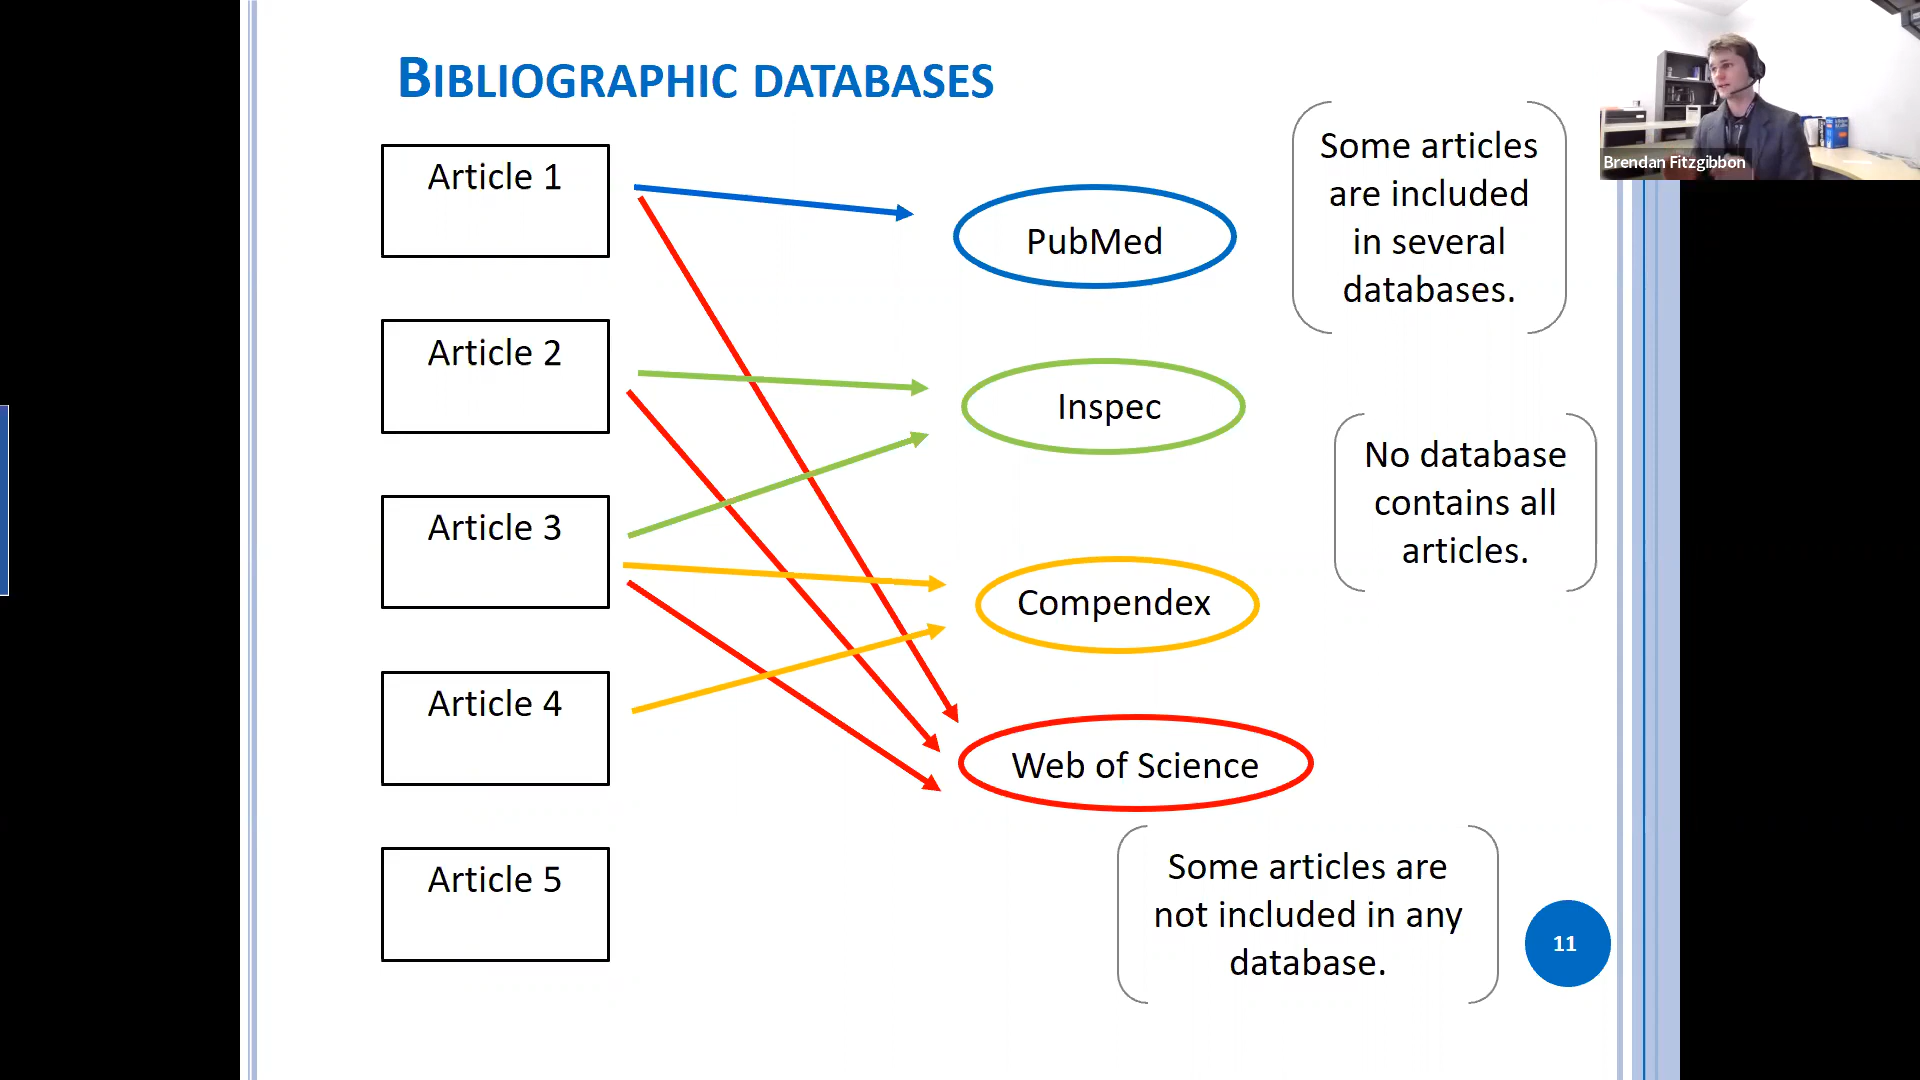 BIBLIOGRAPHIC DATABASES
Article 1
Article 2
Article 3
Article 4
Article 5
PubMed
Inspec
Compendex
Web of Science
Some articles
are included
in several
databases.
No database
contains all
articles.
Some articles are
not included in any
database.
11
Brendan Fitzgibbon